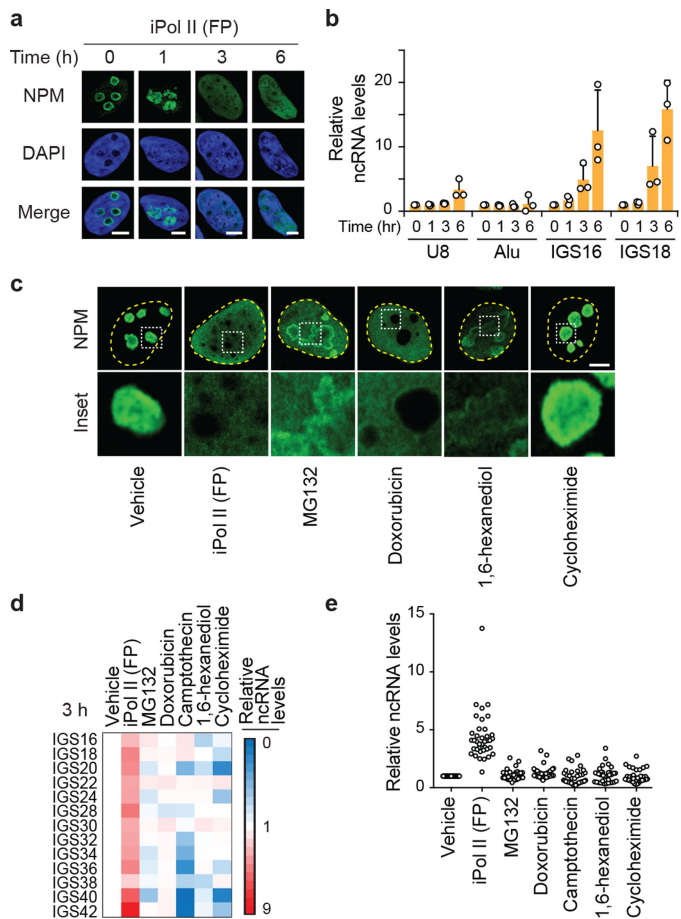 a
iPol II (FP)
Time (h) 0 1 3 6
NPM
DAPI
Merge
b
Relative
ncRNA levels
20
10
0
Time (hr) 0 1 3 6 0 1 3 6 0 1 3 6 0 1 3 6
U8 Alu IGS16 IGS18
c
NPM
Inset
Vehicle
iPol II (FP)
MG132
Doxorubicin
1,6-hexanediol
Cycloheximide
d
3 h
Vehicle
iPol II (FP)
MG132
Doxorubicin
Camptothecin
1,6-hexanediol
Cycloheximide
Relative
ncRNA
levels
IGS16
IGS18
IGS20
IGS22
IGS24
IGS28
IGS30
IGS32
IGS34
IGS36
IGS38
IGS40
IGS42
0
1
9
e
Relative ncRNA levels
15
10
5
0
Vehicle
iPol II (FP)
MG132
Doxorubicin
Camptothecin
1,6-hexanediol
Cycloheximide